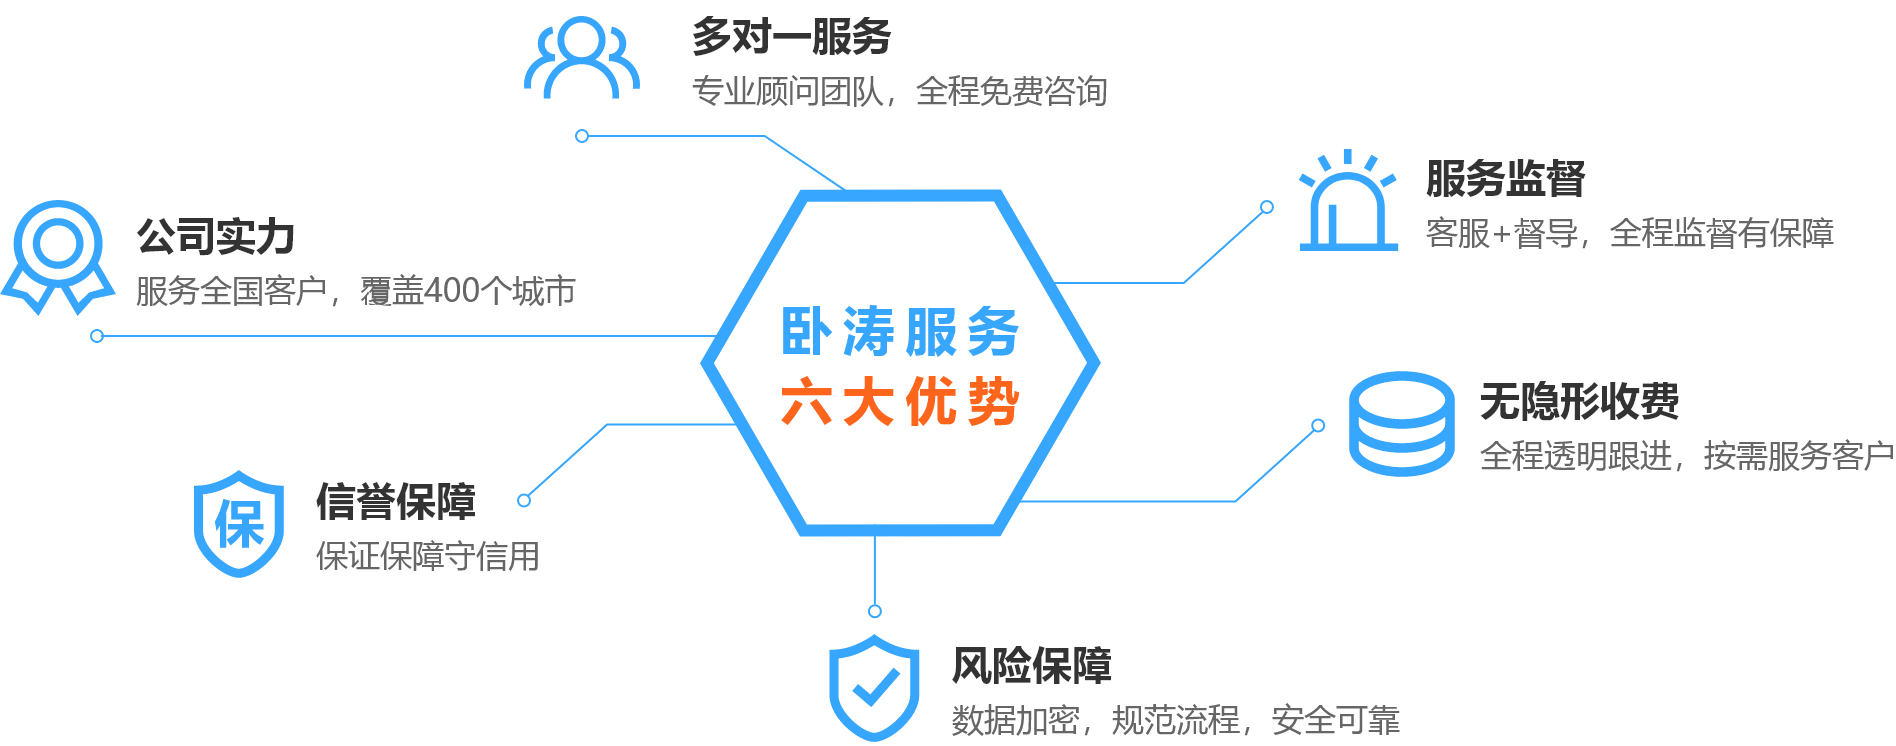 多对一服务
专业顾问团队，全程免费咨询
服务监督
客服+督导，全程监督有保障
公司实力
服务全国客户，覆盖400个城市
卧涛服务
六大优势
无隐形收费
全程透明跟进，按需服务客户
保
信誉保障
保证保障守信用
风险保障
数据加密，规范流程，安全可靠